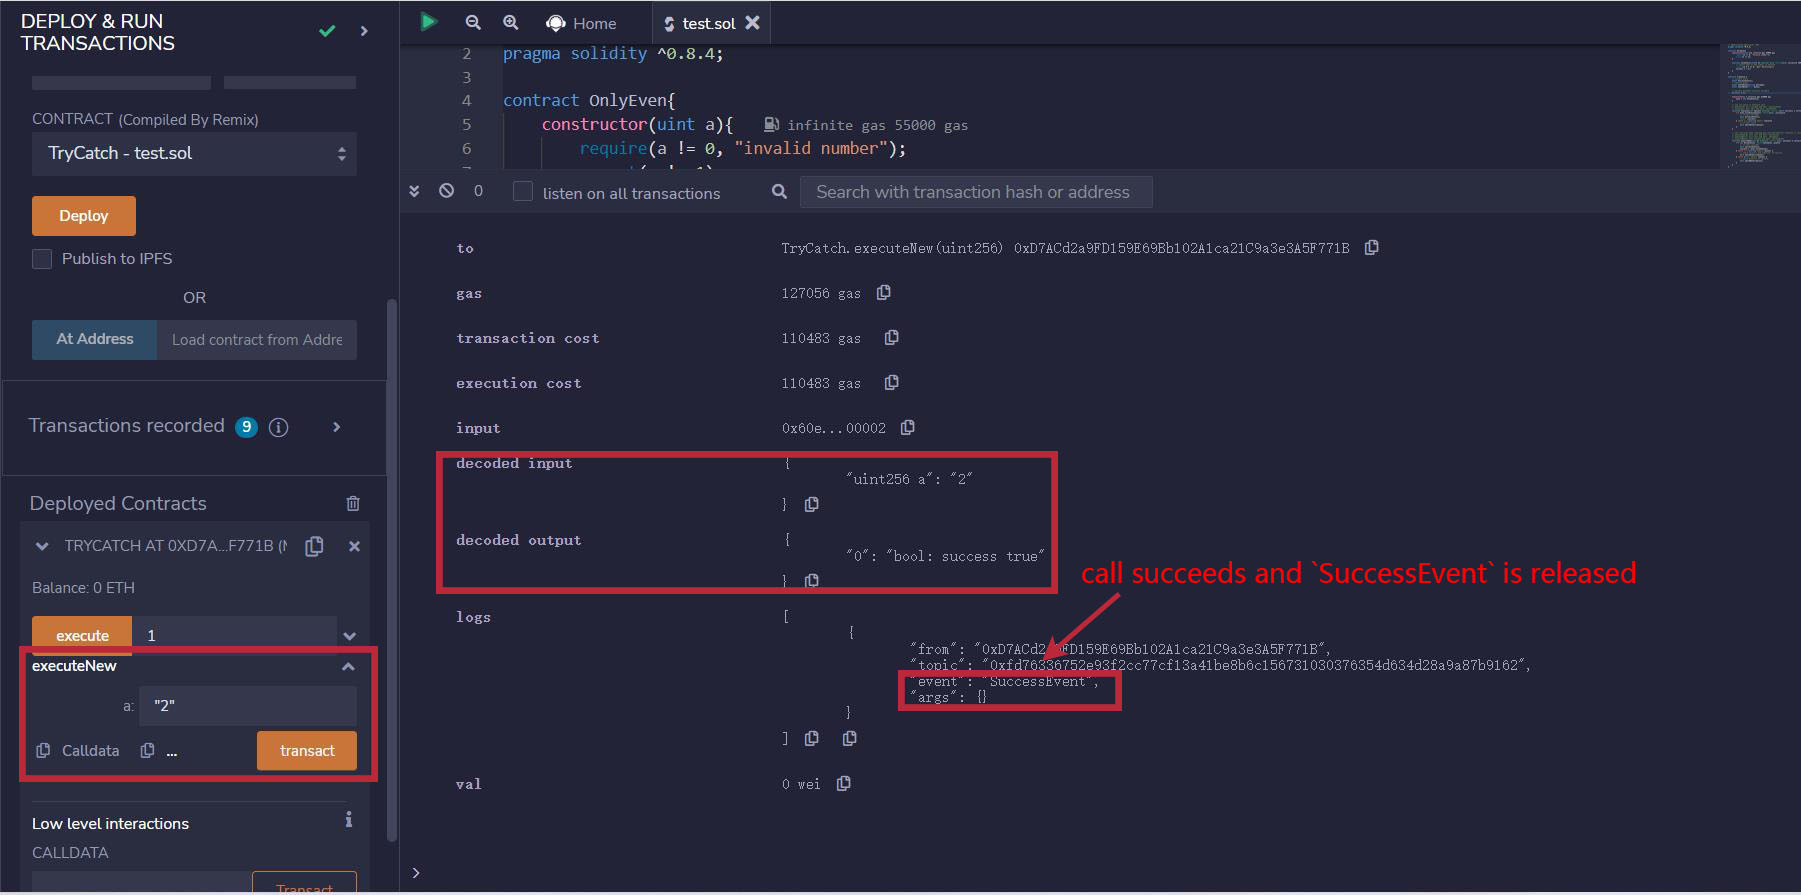 DEPLOY & RUN
TRANSACTIONS
CONTRACT (Compiled By Remix)
TryCatch - test.sol
Deploy
Publish to IPFS
OR
At Address
Load contract from Addre
Transactions recorded 9
Deployed Contracts
TRYCATCH AT 0XD7A...F771B (
Balance: 0 ETH
execute 1
executeNew
a: "2"
Calldata ...
transact
Low level interactions
CALLDATA
Transact
Home
test.sol
2 pragma solidity ^0.8.4;
3
4 contract OnlyEven{
5 constructor(uint a){ infinite gas 55000 gas
6 require(a != 0, "invalid number");
0
listen on all transactions
Search with transaction hash or address
to TryCatch.executeNew(uint256) 0xD7ACd2a9FD159E69Bb102A1ca21C9a3e3A5F771B
gas 127056 gas
transaction cost 110483 gas
execution cost 110483 gas
input 0x60e...00002
decoded input {
"uint256 a": "2"
}
decoded output {
"0": "bool: success true"
}
call succeeds and `SuccessEvent` is released
logs [
{
"from": "0xD7ACd2a9FD159E69Bb102A1ca21C9a3e3A5F771B",
"topic": "0xfd76336752e93f2cc77cf13a41be8b6c156731030376354d634d28a9a87b9162",
"event": "SuccessEvent",
"args": {}
}
]
val 0 wei
>